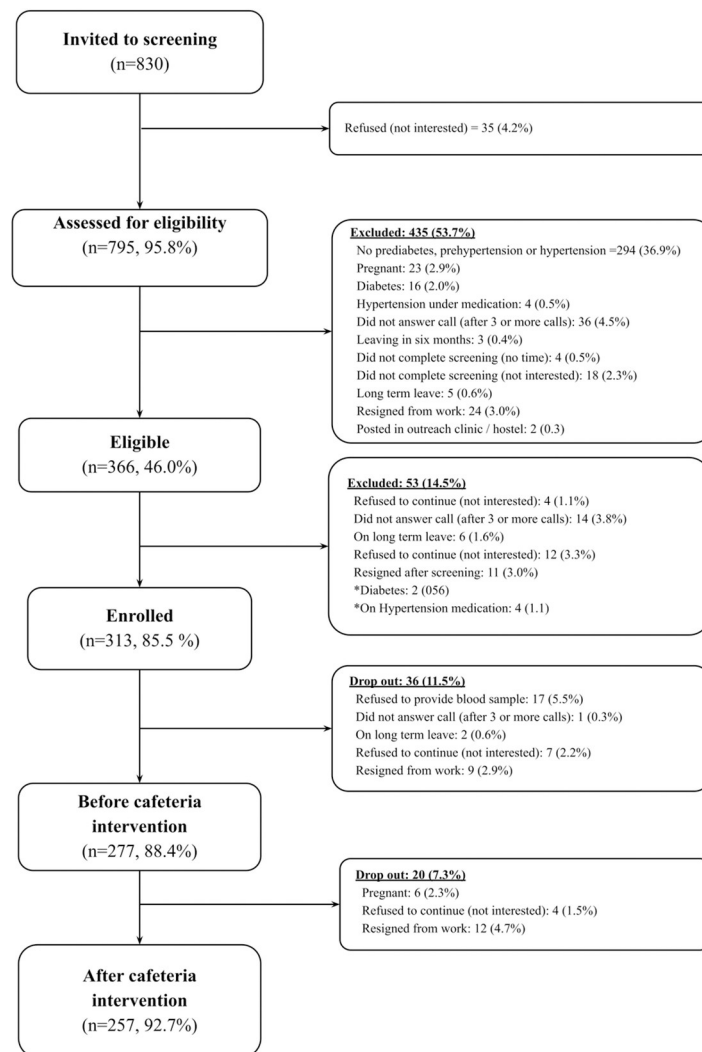 Invited to screening
(n=830)
Refused (not interested) = 35 (4.2%)
Assessed for eligibility
(n=795, 95.8%)
Excluded: 435 (53.7%)
No prediabetes, prehypertension or hypertension =294 (36.9%)
Pregnant: 23 (2.9%)
Diabetes: 16 (2.0%)
Hypertension under medication: 4 (0.5%)
Did not answer call (after 3 or more calls): 36 (4.5%)
Leaving in six months: 3 (0.4%)
Did not complete screening (no time): 4 (0.5%)
Did not complete screening (not interested): 18 (2.3%)
Long term leave: 5 (0.6%)
Resigned from work: 24 (3.0%)
Posted in outreach clinic / hostel: 2 (0.3)
Eligible
(n=366, 46.0%)
Excluded: 53 (14.5%)
Refused to continue (not interested): 4 (1.1%)
Did not answer call (after 3 or more calls): 14 (3.8%)
On long term leave: 6 (1.6%)
Refused to continue (not interested): 12 (3.3%)
Resigned after screening: 11 (3.0%)
*Diabetes: 2 (056)
*On Hypertension medication: 4 (1.1)
Enrolled
(n=313, 85.5 %)
Drop out: 36 (11.5%)
Refused to provide blood sample: 17 (5.5%)
Did not answer call (after 3 or more calls): 1 (0.3%)
On long term leave: 2 (0.6%)
Refused to continue (not interested): 7 (2.2%)
Resigned from work: 9 (2.9%)
Before cafeteria
intervention
(n=277, 88.4%)
Drop out: 20 (7.3%)
Pregnant: 6 (2.3%)
Refused to continue (not interested): 4 (1.5%)
Resigned from work: 12 (4.7%)
After cafeteria
intervention
(n=257, 92.7%)